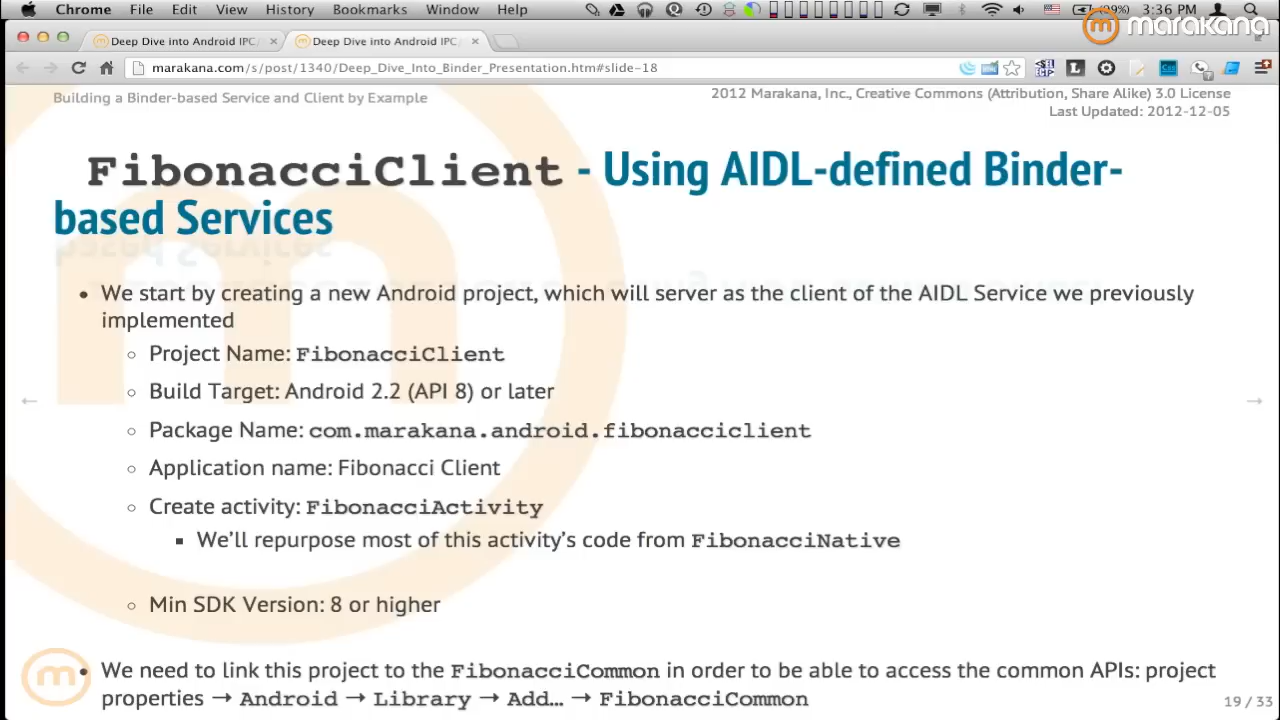 Chrome File Edit View History Bookmarks Window Help (99%) 3:36 PM
marakana
Deep Dive into Android IPC/ Deep Dive into Android IPC/
marakana.com/s/post/1340/Deep_Dive_Into_Binder_Presentation.htm#slide-18
Building a Binder-based Service and Client by Example
2012 Marakana, Inc., Creative Commons (Attribution, Share Alike) 3.0 License
Last Updated: 2012-12-05
FibonacciClient - Using AIDL-defined Binder-
based Services
• We start by creating a new Android project, which will server as the client of the AIDL Service we previously
implemented
◦ Project Name: FibonacciClient
◦ Build Target: Android 2.2 (API 8) or later
◦ Package Name: com.marakana.android.fibonacciclient
◦ Application name: Fibonacci Client
◦ Create activity: FibonacciActivity
▪ We’ll repurpose most of this activity’s code from FibonacciNative
◦ Min SDK Version: 8 or higher
• We need to link this project to the FibonacciCommon in order to be able to access the common APIs: project
properties → Android → Library → Add… → FibonacciCommon
19 / 33